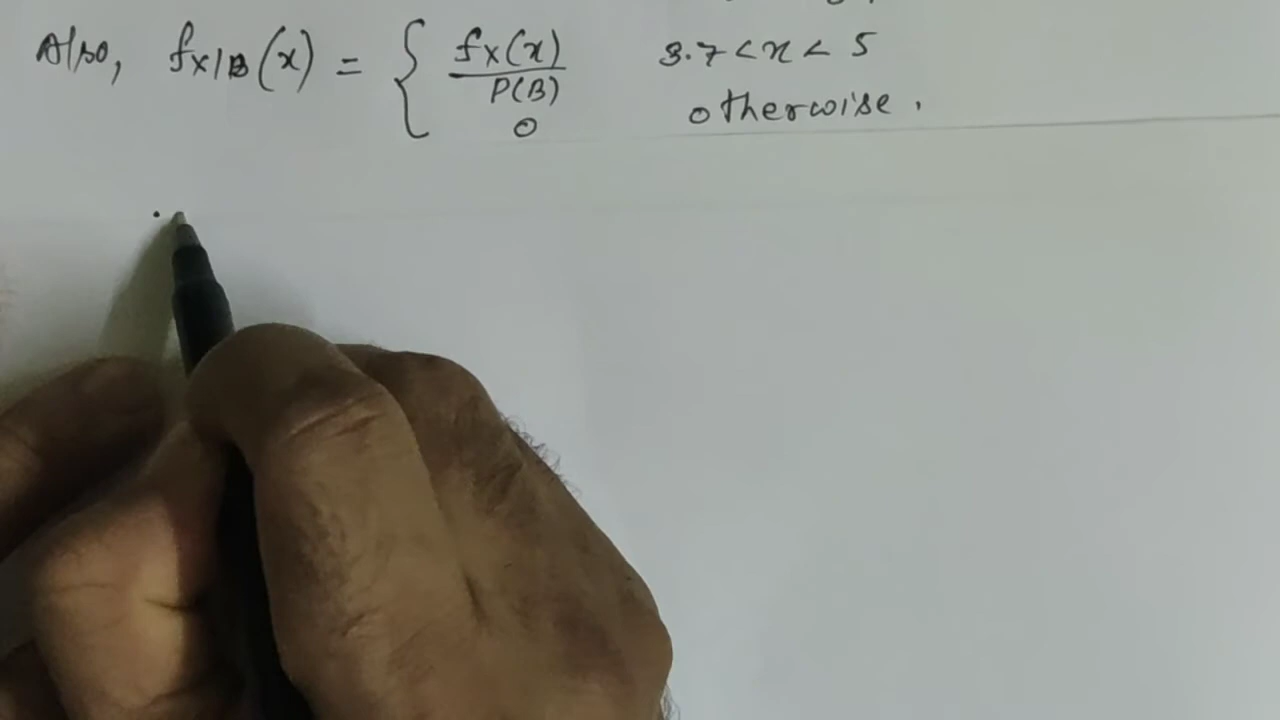 Also, fX|B(x) = { fX(x) / P(B) 3.7 < x < 5
0 otherwise.